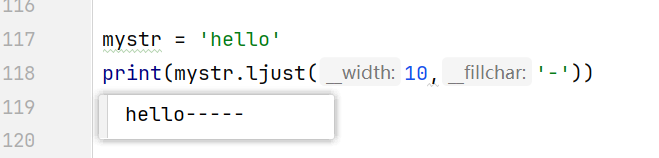 116
117 mystr = 'hello'
118 print(mystr.ljust(__width: 10,__fillchar: '-'))
119 hello-----
120